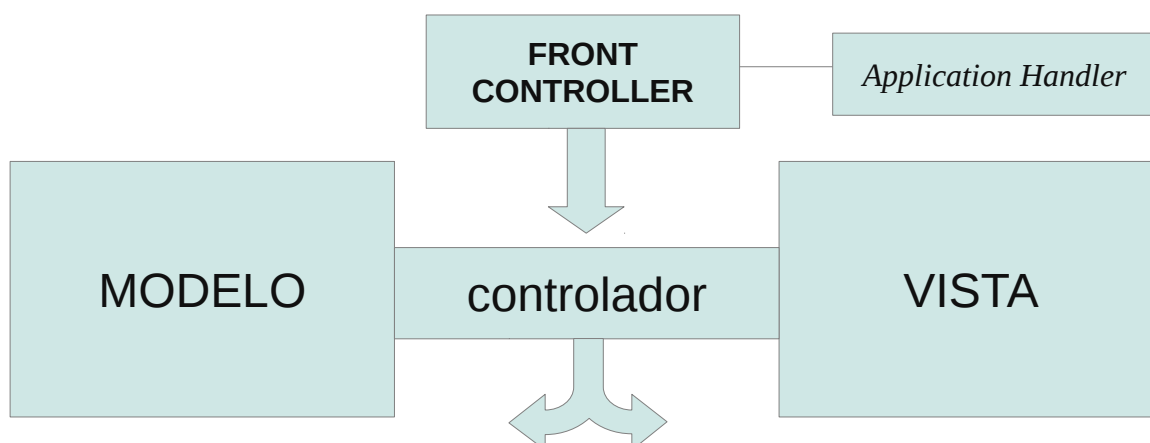 FRONT
CONTROLLER
Application Handler
MODELO
controlador
VISTA